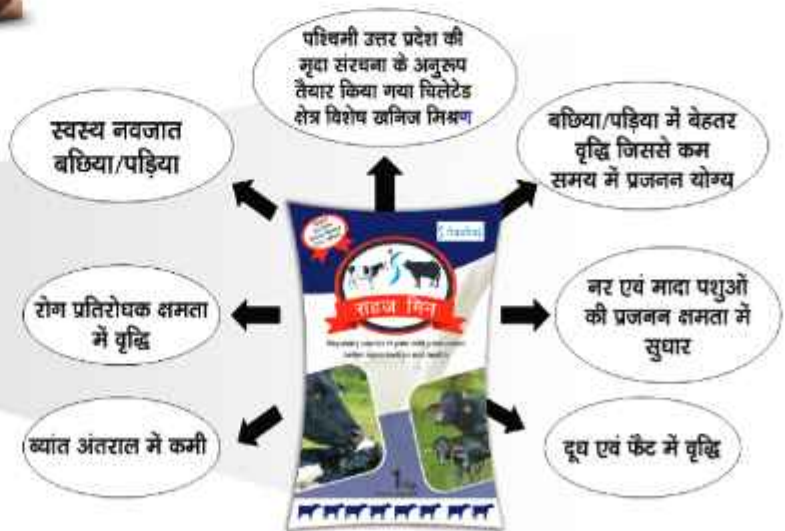 पश्चिमी उत्तर प्रदेश की
मृदा संरचना के अनुरूप
तैयार किया गया चिलेटेड
क्षेत्र विशेष खनिज मिश्रण
स्वस्थ नवजात
बछिया/पड़िया
बछिया/पड़िया में बेहतर
वृद्धि जिससे कम
समय में प्रजनन योग्य
रोग प्रतिरोधक क्षमता
में वृद्धि
नर एवं मादा पशुओं
की प्रजनन क्षमता में
सुधार
ब्यांत अंतराल में कमी
दूध एवं फैट में वृद्धि
1